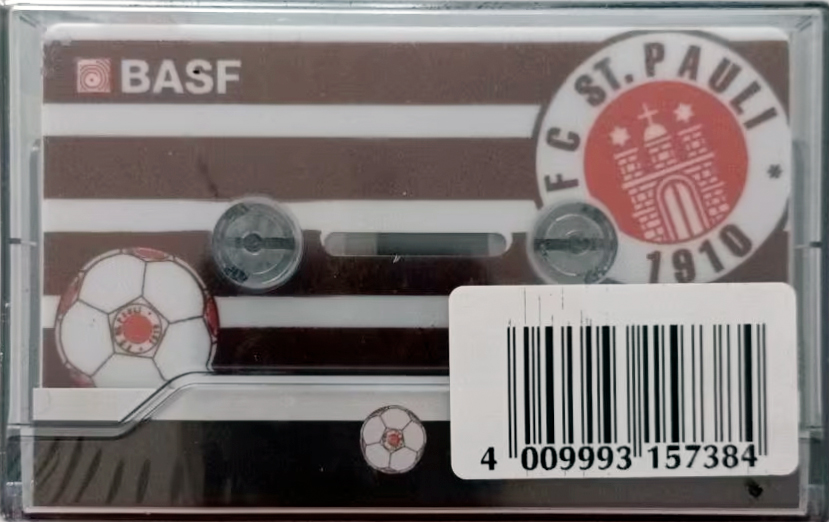 BASF
FC ST. PAULI * 1910
4 009993 157384